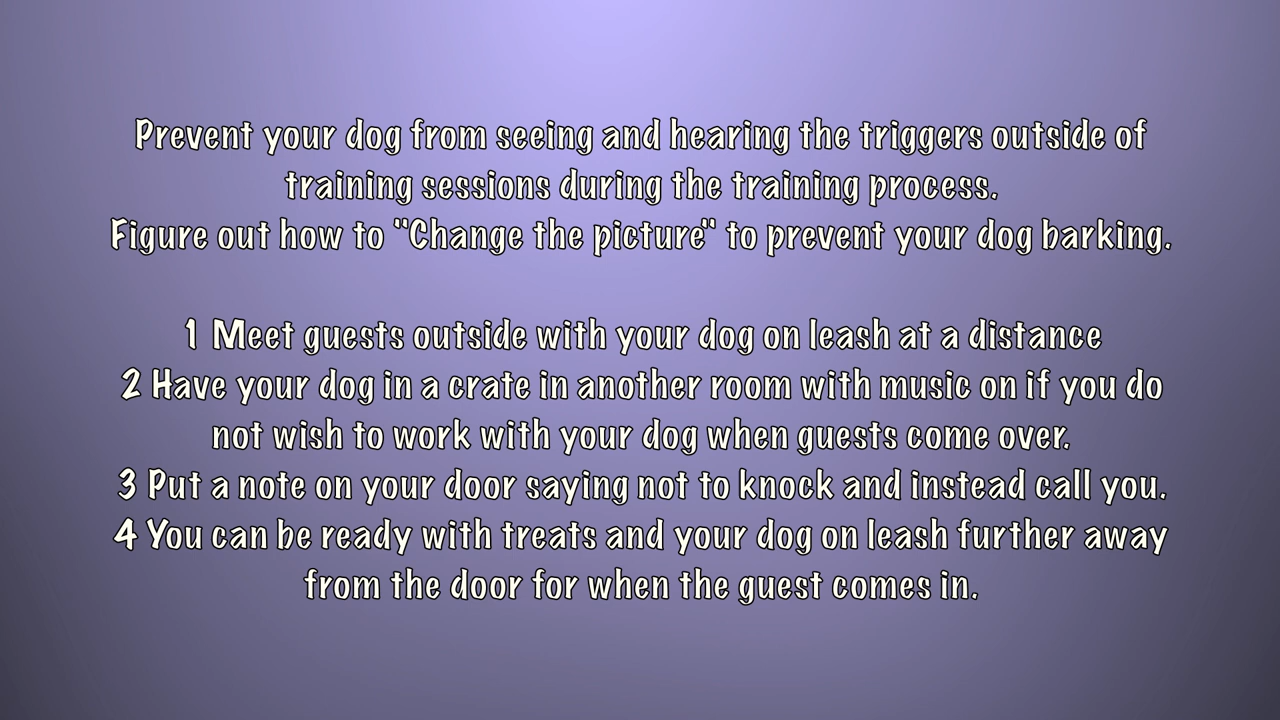 Prevent your dog from seeing and hearing the triggers outside of
training sessions during the training process.
Figure out how to "Change the picture" to prevent your dog barking.
1 Meet guests outside with your dog on leash at a distance
2 Have your dog in a crate in another room with music on if you do
not wish to work with your dog when guests come over.
3 Put a note on your door saying not to knock and instead call you.
4 You can be ready with treats and your dog on leash further away
from the door for when the guest comes in.